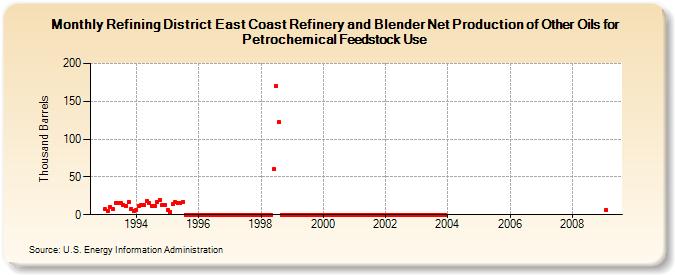 Monthly Refining District East Coast Refinery and Blender Net Production of Other Oils for
Petrochemical Feedstock Use
Thousand Barrels
200
150
100
50
0
1994 1996 1998 2000 2002 2004 2006 2008
Source: U.S. Energy Information Administration